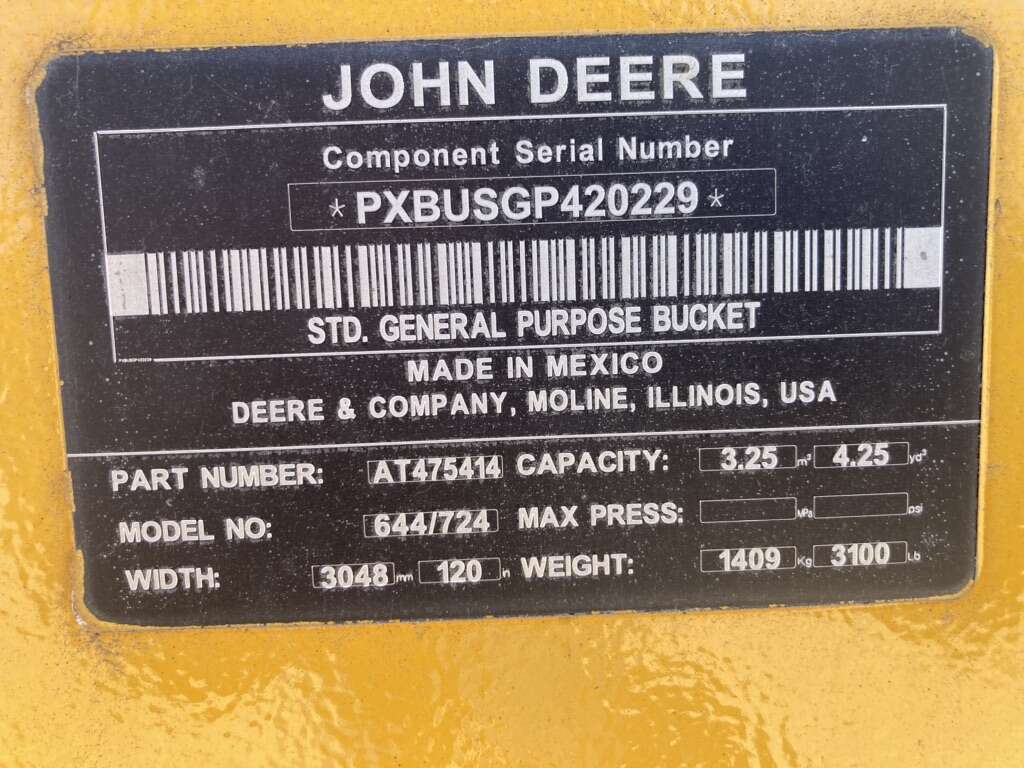 JOHN DEERE
Component Serial Number
* PXBUSGP420229 *
STD. GENERAL PURPOSE BUCKET
MADE IN MEXICO
DEERE & COMPANY, MOLINE, ILLINOIS, USA
PART NUMBER: AT475414 CAPACITY: 3.25 m³ 4.25 yd³
MODEL NO: 644/724 MAX PRESS: MPa psi
WIDTH: 3048 mm 120 in WEIGHT: 1409 Kg 3100 Lb